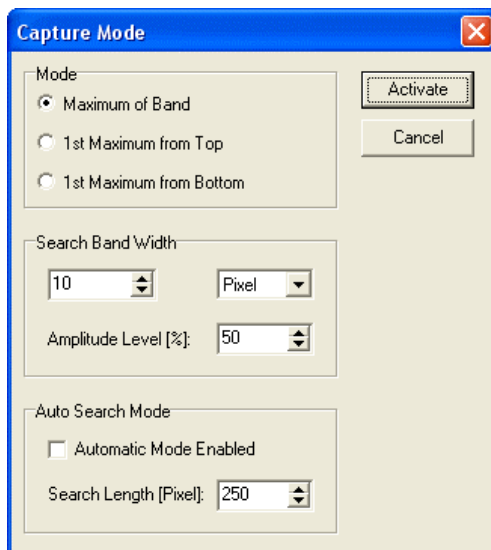 Capture Mode
Mode
Maximum of Band
1st Maximum from Top
1st Maximum from Bottom
Activate
Cancel
Search Band Width
10 Pixel
Amplitude Level [%]: 50
Auto Search Mode
Automatic Mode Enabled
Search Length [Pixel]: 250